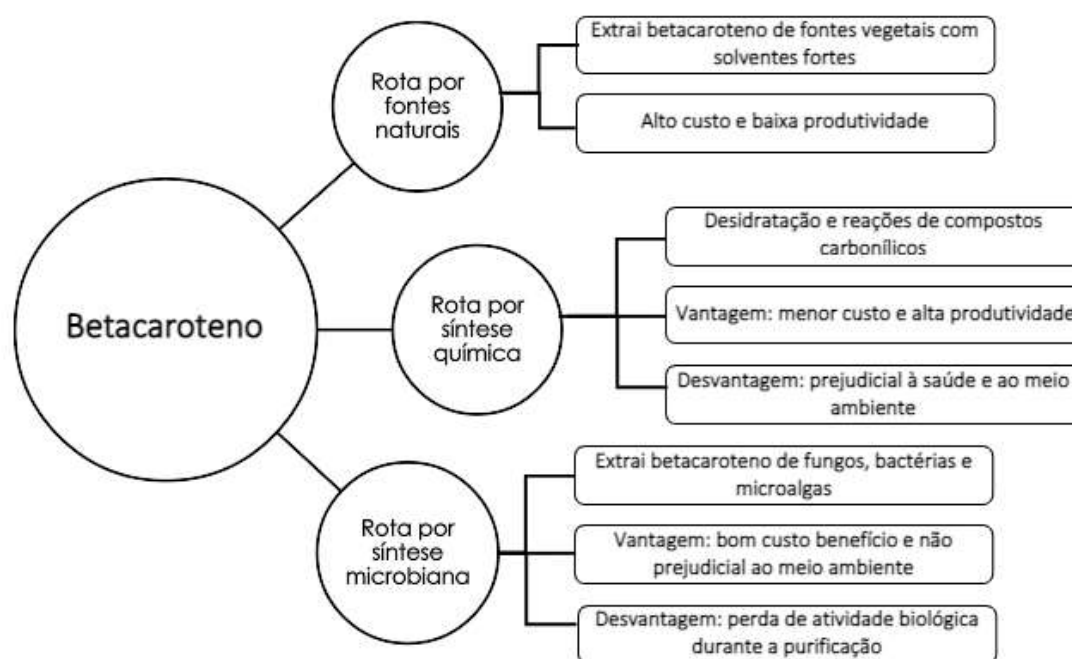 Betacaroteno
Rota por
fontes
naturais
Extrai betacaroteno de fontes vegetais com
solventes fortes
Alto custo e baixa produtividade
Rota por
síntese
química
Desidratação e reações de compostos
carbonílicos
Vantagem: menor custo e alta produtividade
Desvantagem: prejudicial à saúde e ao meio
ambiente
Rota por
síntese
microbiana
Extrai betacaroteno de fungos, bactérias e
microalgas
Vantagem: bom custo benefício e não
prejudicial ao meio ambiente
Desvantagem: perda de atividade biológica
durante a purificação